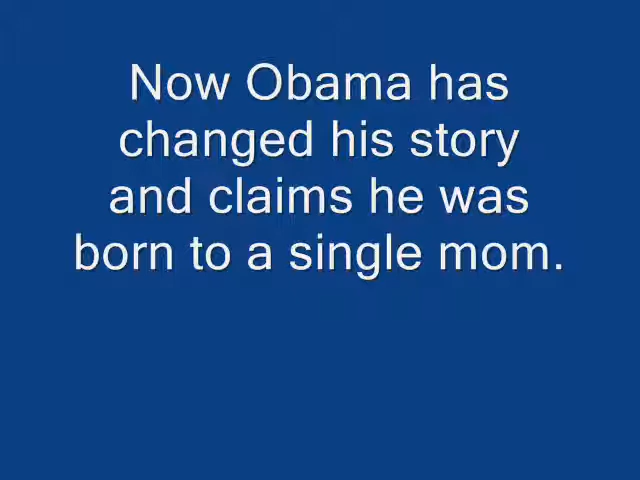 Now Obama has
changed his story
and claims he was
born to a single mom.